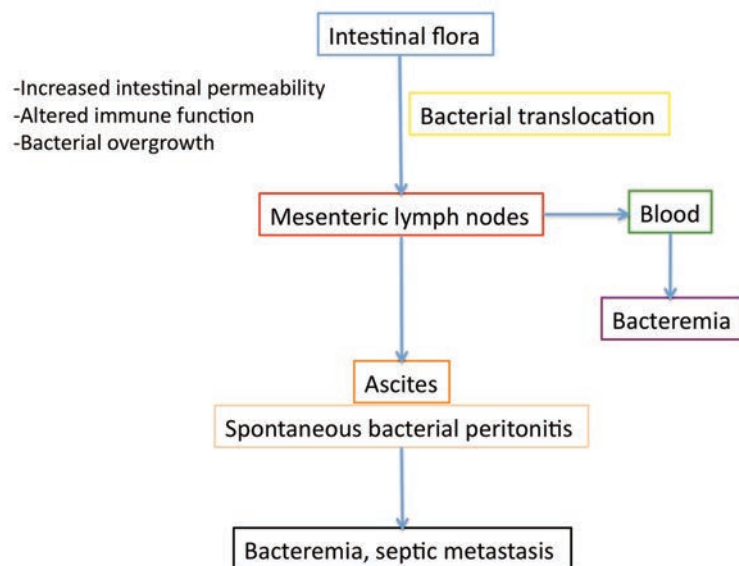 Intestinal flora
-Increased intestinal permeability
-Altered immune function
-Bacterial overgrowth
Bacterial translocation
Mesenteric lymph nodes
Blood
Bacteremia
Ascites
Spontaneous bacterial peritonitis
Bacteremia, septic metastasis